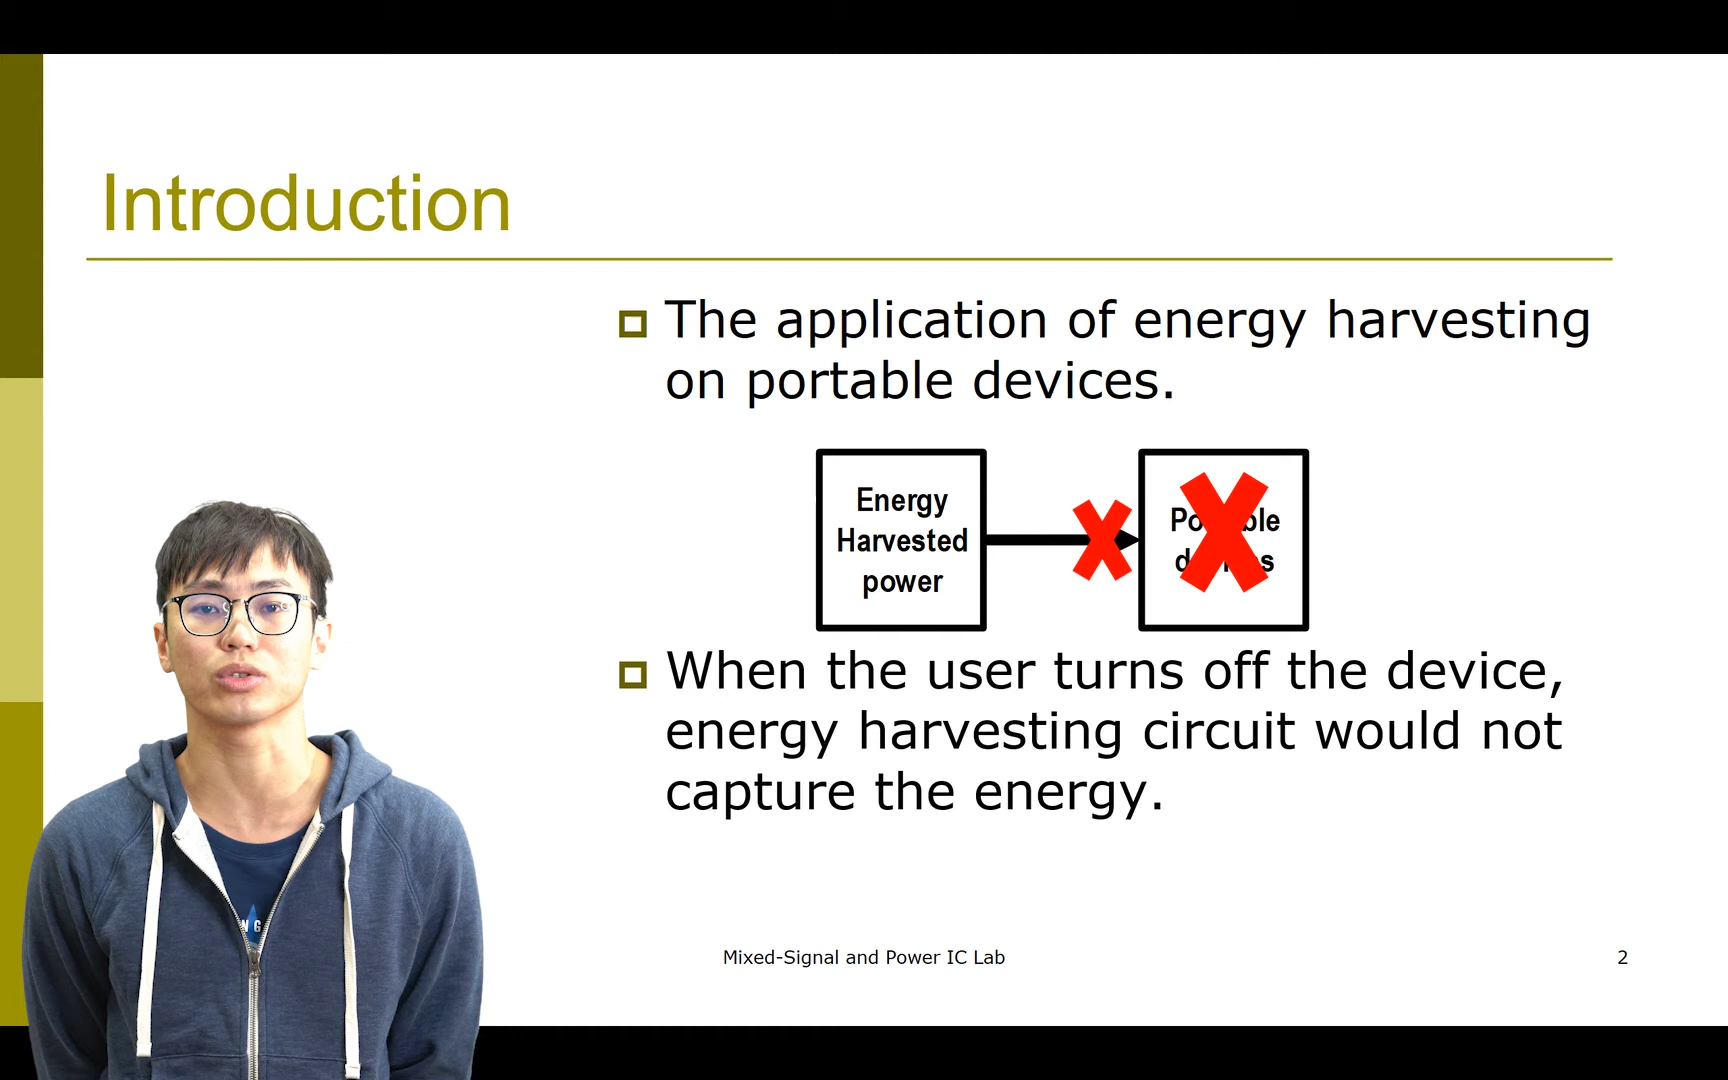 Introduction
The application of energy harvesting
on portable devices.
Energy
Harvested
power
When the user turns off the device,
energy harvesting circuit would not
capture the energy.
Mixed-Signal and Power IC Lab
2